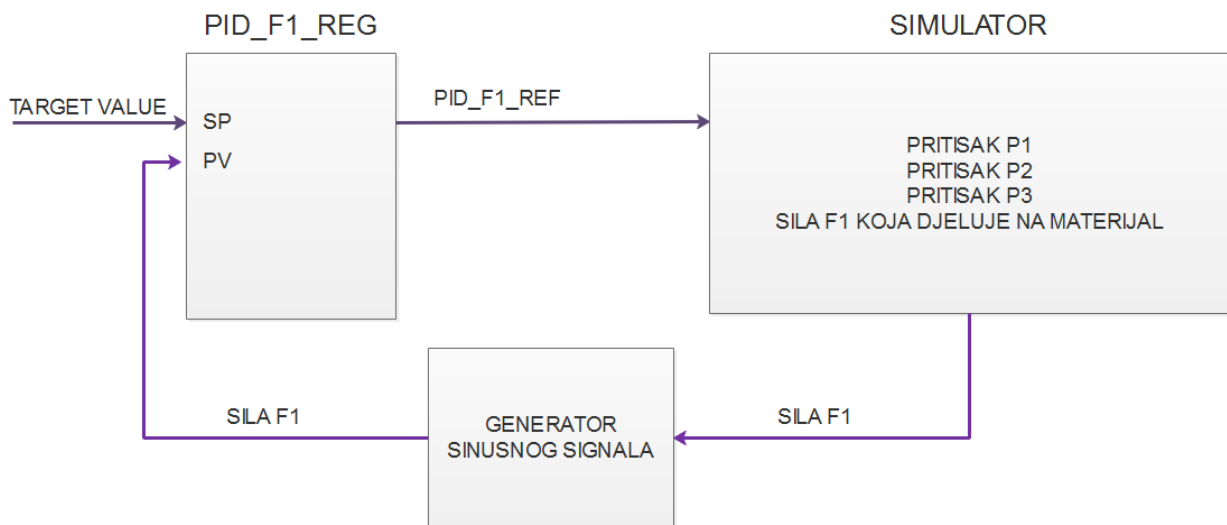 PID_F1_REG
SIMULATOR
TARGET VALUE
SP
PV
PID_F1_REF
PRITISAK P1
PRITISAK P2
PRITISAK P3
SILA F1 KOJA DJELUJE NA MATERIJAL
SILA F1
GENERATOR
SINUSNOG SIGNALA
SILA F1